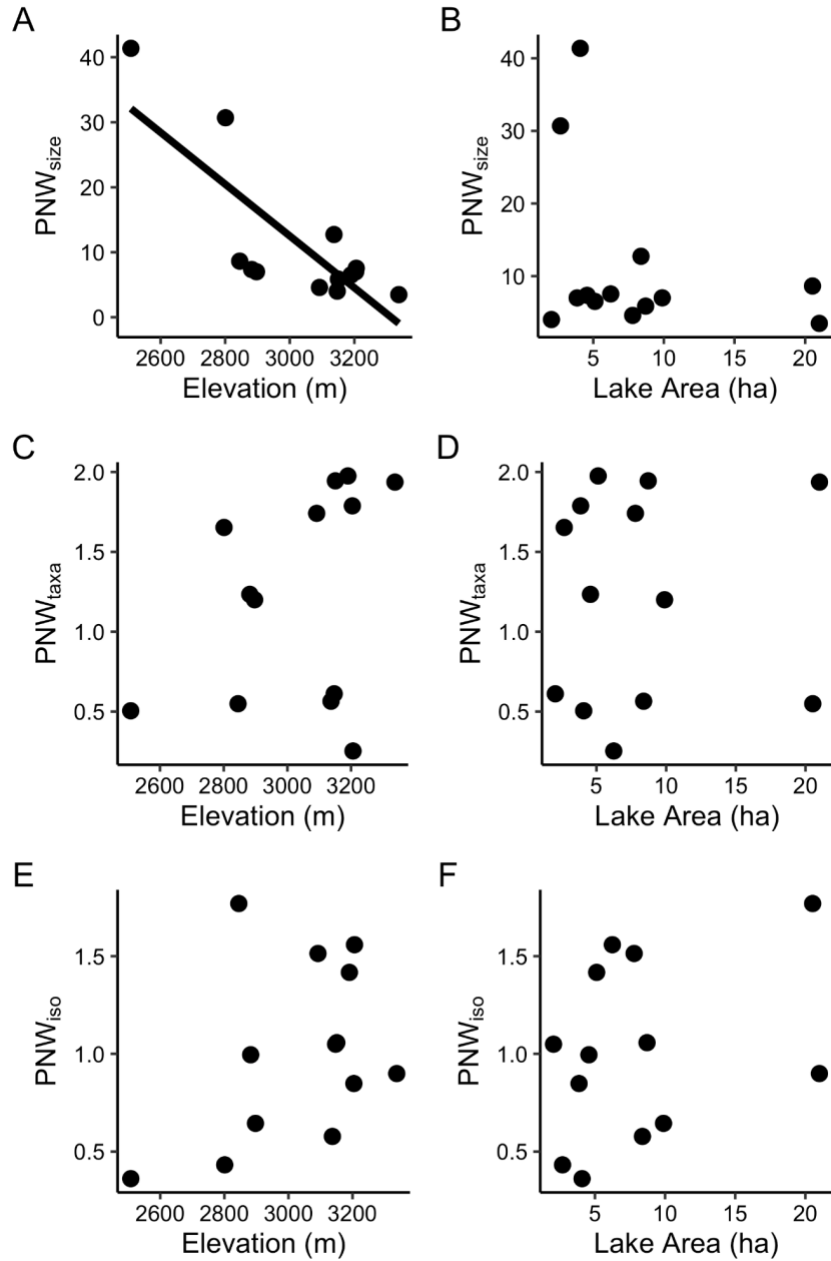 A
B
PNWsize
40
30
20
10
0
2600 2800 3000 3200
Elevation (m)
PNWsize
40
30
20
10
5 10 15 20
Lake Area (ha)
C
D
PNWtaxa
2.0
1.5
1.0
0.5
2600 2800 3000 3200
Elevation (m)
PNWtaxa
2.0
1.5
1.0
0.5
5 10 15 20
Lake Area (ha)
E
F
PNWiso
1.5
1.0
0.5
2600 2800 3000 3200
Elevation (m)
PNWiso
1.5
1.0
0.5
5 10 15 20
Lake Area (ha)